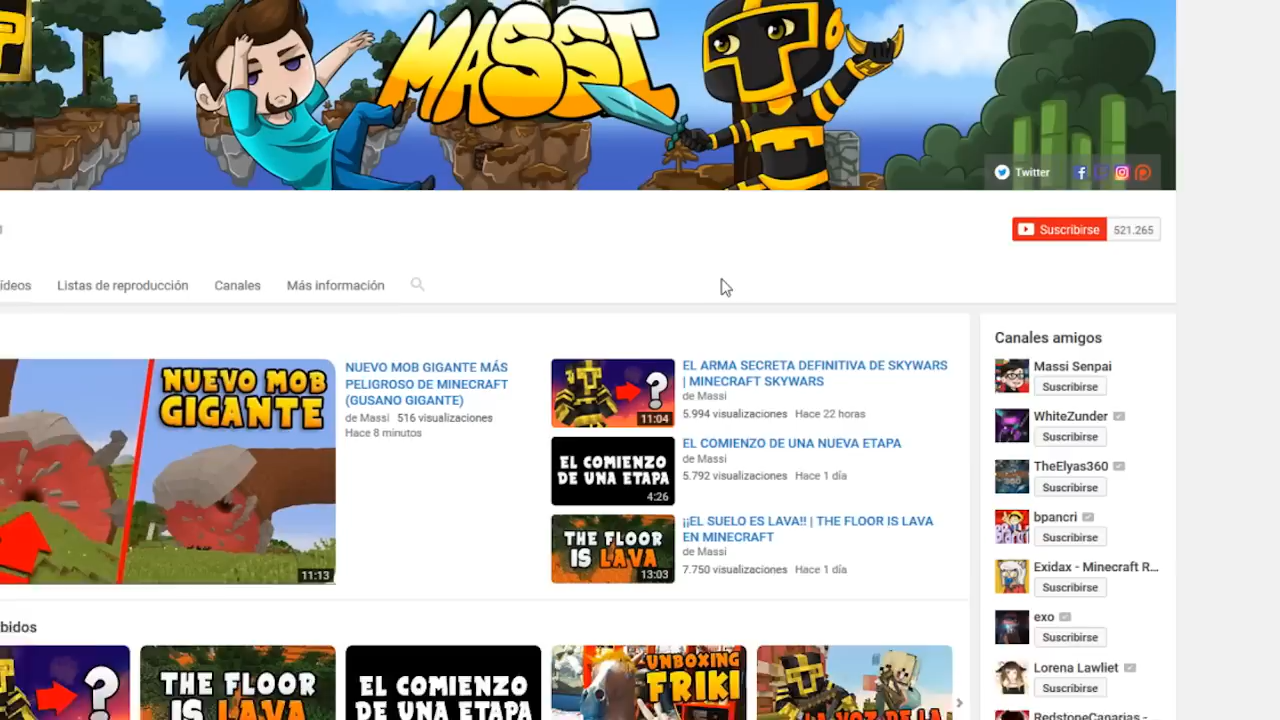 MASSI
Twitter
Suscribirse 521.265
ídeos Listas de reproducción Canales Más información
NUEVO MOB
GIGANTE
11:13
NUEVO MOB GIGANTE MÁS
PELIGROSO DE MINECRAFT
(GUSANO GIGANTE)
de Massi 516 visualizaciones
Hace 8 minutos
?
11:04
EL ARMA SECRETA DEFINITIVA DE SKYWARS
| MINECRAFT SKYWARS
de Massi
5.994 visualizaciones Hace 22 horas
EL COMIENZO
DE UNA ETAPA
4:26
EL COMIENZO DE UNA NUEVA ETAPA
de Massi
5.792 visualizaciones Hace 1 día
THE FLOOR
IS LAVA
13:03
¡¡EL SUELO ES LAVA!! | THE FLOOR IS LAVA
EN MINECRAFT
de Massi
7.750 visualizaciones Hace 1 día
Canales amigos
Massi Senpai
Suscribirse
WhiteZunder
Suscribirse
TheElyas360
Suscribirse
bpancri
Suscribirse
Exidax - Minecraft R...
Suscribirse
exo
Suscribirse
Lorena Lawliet
Suscribirse
RedstoneCanarias -
bidos
?
THE FLOOR
IS LAVA
EL COMIENZO
DE UNA ETAPA
UNBOXING
FRIKI
LA VOZ DE LA